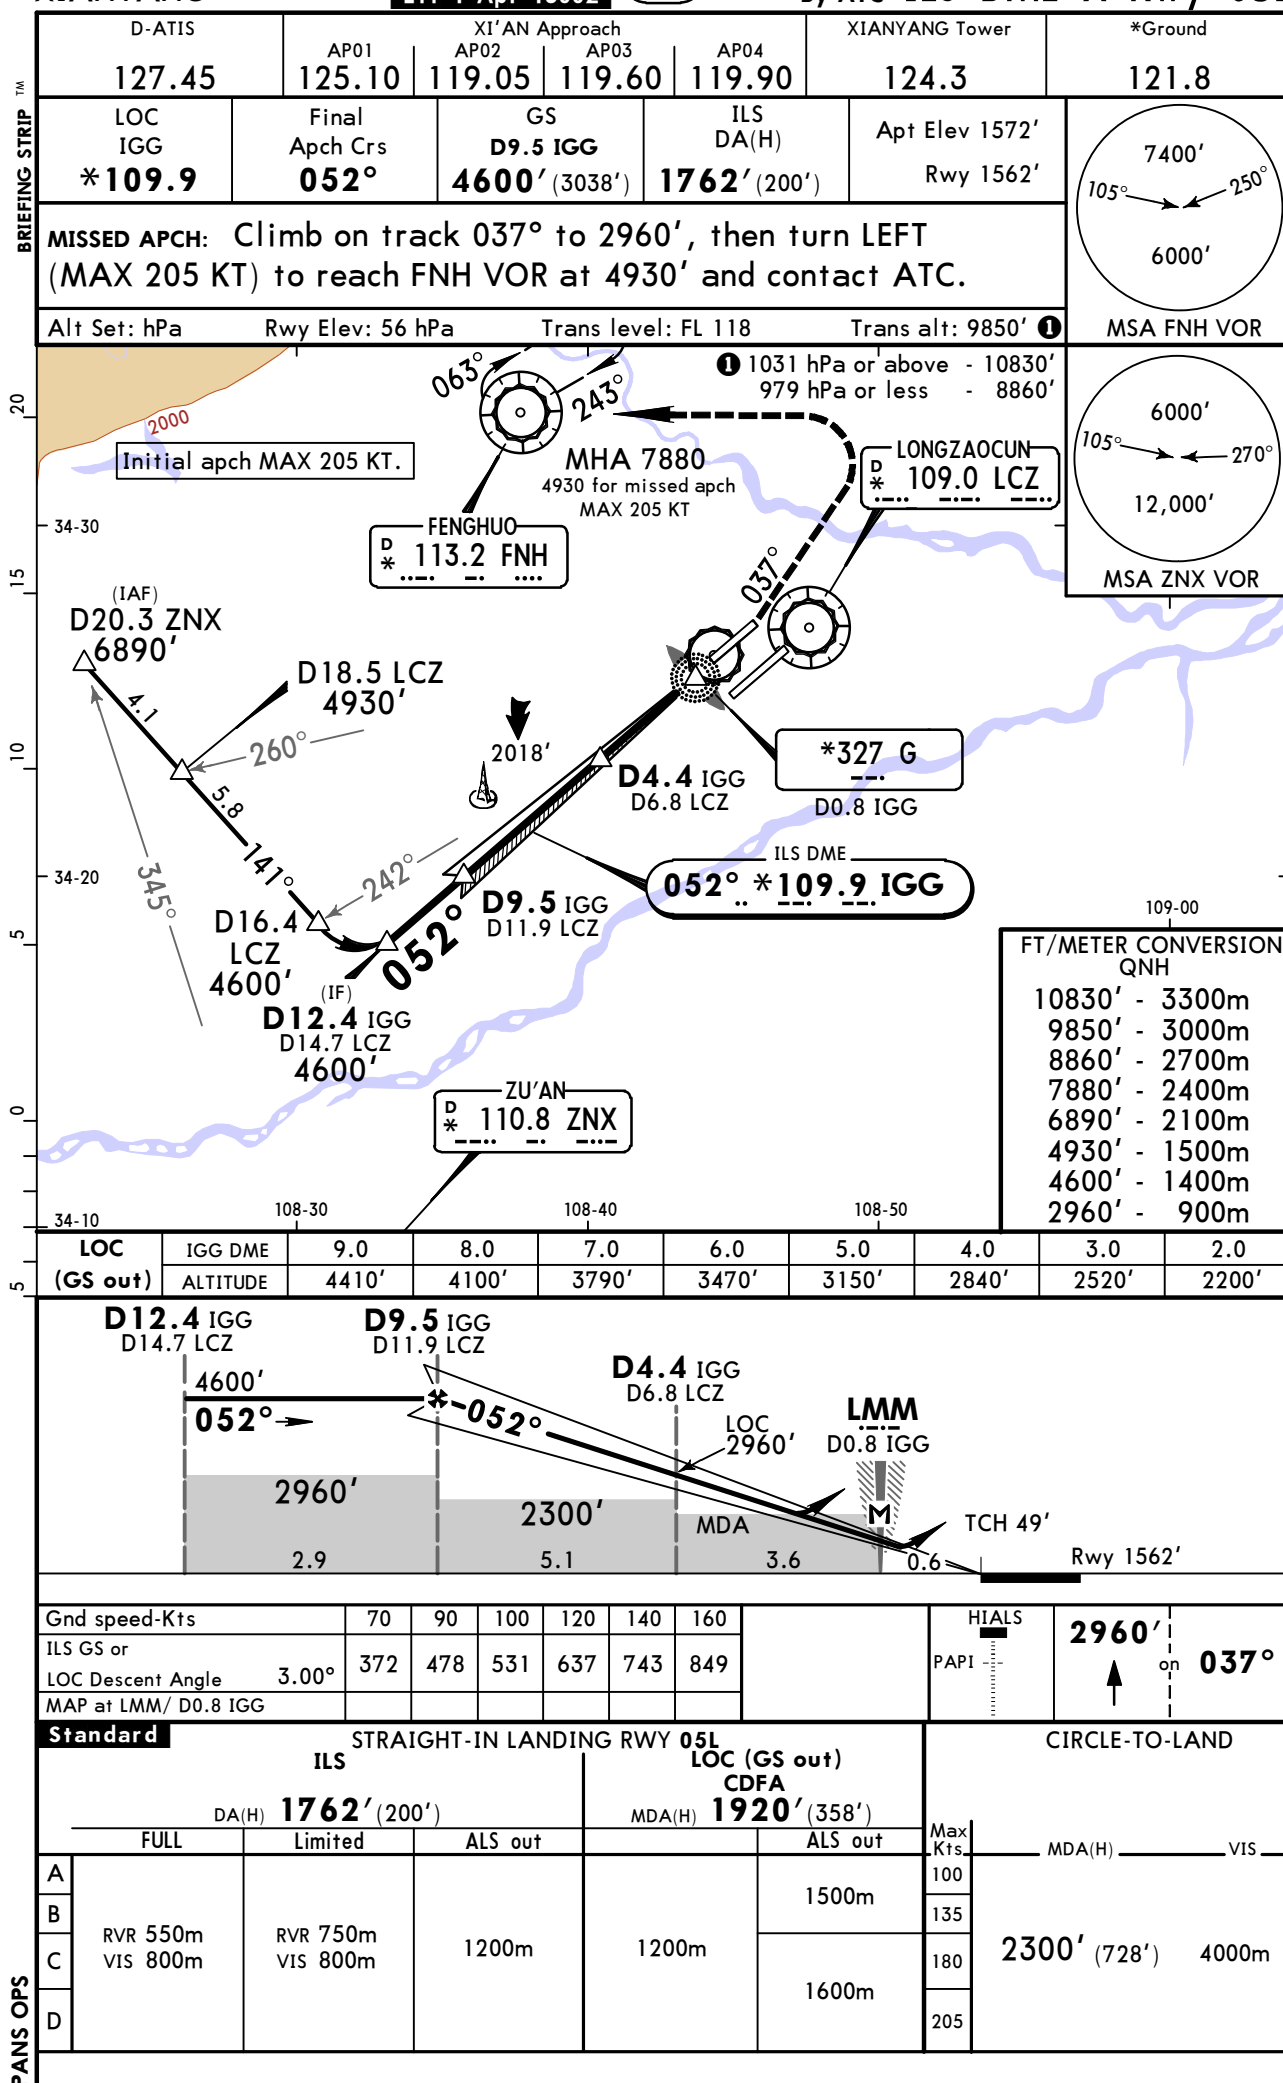 D-ATIS
127.45
XI'AN Approach
AP01 AP02 AP03 AP04
125.10 119.05 119.60 119.90
XIANYANG Tower
124.3
*Ground
121.8
BRIEFING STRIP TM
LOC
IGG
*109.9
Final
Apch Crs
052°
GS
D9.5 IGG
4600' (3038')
ILS
DA(H)
1762' (200')
Apt Elev 1572'
Rwy 1562'
7400'
105° 250°
6000'
MSA FNH VOR
MISSED APCH: Climb on track 037° to 2960', then turn LEFT
(MAX 205 KT) to reach FNH VOR at 4930' and contact ATC.
Alt Set: hPa Rwy Elev: 56 hPa Trans level: FL 118 Trans alt: 9850' 1
1 1031 hPa or above - 10830'
979 hPa or less - 8860'
6000'
105° 270°
12,000'
MSA ZNX VOR
063°
243°
2000
Initial apch MAX 205 KT.
MHA 7880
4930 for missed apch
MAX 205 KT
LONGZAOCUN
D
* 109.0 LCZ
FENGHUO
D
* 113.2 FNH
20
34-30
15
037°
(IAF)
D20.3 ZNX
6890'
D18.5 LCZ
4930'
4.1
260°
5.8
141°
345°
242°
2018'
*327 G
D0.8 IGG
D4.4 IGG
D6.8 LCZ
10
ILS DME
052° *109.9 IGG
34-20
D9.5 IGG
D11.9 LCZ
D16.4
LCZ
4600'
5
052°
(IF)
D12.4 IGG
D14.7 LCZ
4600'
109-00
FT/METER CONVERSION
QNH
10830' - 3300m
9850' - 3000m
8860' - 2700m
7880' - 2400m
6890' - 2100m
4930' - 1500m
4600' - 1400m
2960' - 900m
ZU'AN
D
* 110.8 ZNX
0
34-10
108-30 108-40 108-50
5
LOC
(GS out)
IGG DME 9.0 8.0 7.0 6.0 5.0 4.0 3.0 2.0
ALTITUDE 4410' 4100' 3790' 3470' 3150' 2840' 2520' 2200'
D12.4 IGG
D14.7 LCZ
D9.5 IGG
D11.9 LCZ
D4.4 IGG
D6.8 LCZ
4600'
052°
052°
LOC
2960'
LMM
D0.8 IGG
M
2960'
2300'
MDA
TCH 49'
2.9 5.1 3.6 0.6
Rwy 1562'
Gnd speed-Kts 70 90 100 120 140 160
ILS GS or
LOC Descent Angle 3.00° 372 478 531 637 743 849
MAP at LMM/ D0.8 IGG
HIALS
PAPI
2960'
on 037°
Standard
STRAIGHT-IN LANDING RWY 05L
CIRCLE-TO-LAND
ILS
DA(H) 1762' (200')
LOC (GS out)
CDFA
MDA(H) 1920' (358')
FULL Limited ALS out ALS out
Max
Kts MDA(H) VIS
A
B
C
D
RVR 550m
VIS 800m
RVR 750m
VIS 800m
1200m
1200m
1500m
1600m
100
135
180
205
2300' (728') 4000m
PANS OPS